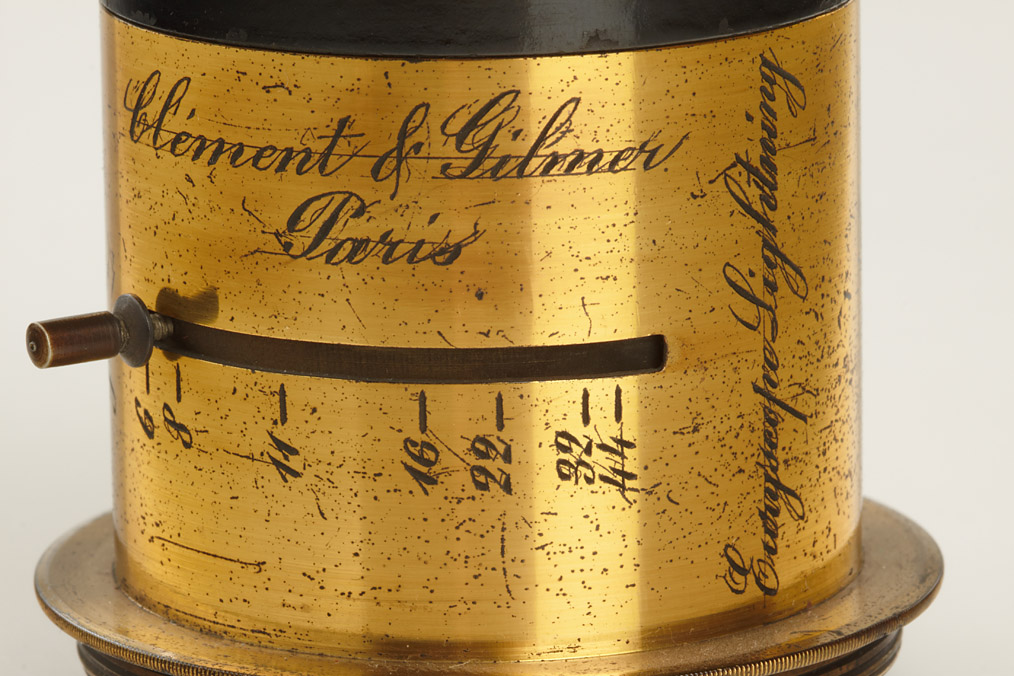 Clément & Gilmer
Paris
6
8
11
16
22
32
44
Euryscope Lightning